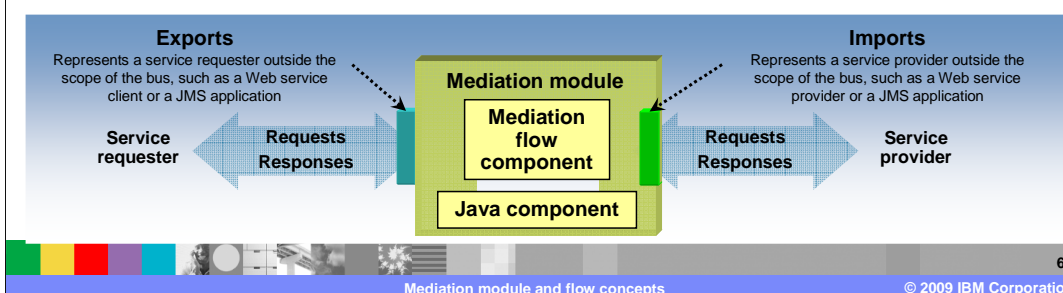 Exports
Represents a service requester outside the
scope of the bus, such as a Web service
client or a JMS application
Imports
Represents a service provider outside the
scope of the bus, such as a Web service
provider or a JMS application
Mediation module
Mediation
flow
component
Java component
Service
requester
Requests
Responses
Requests
Responses
Service
provider
6
Mediation module and flow concepts
© 2009 IBM Corporatio